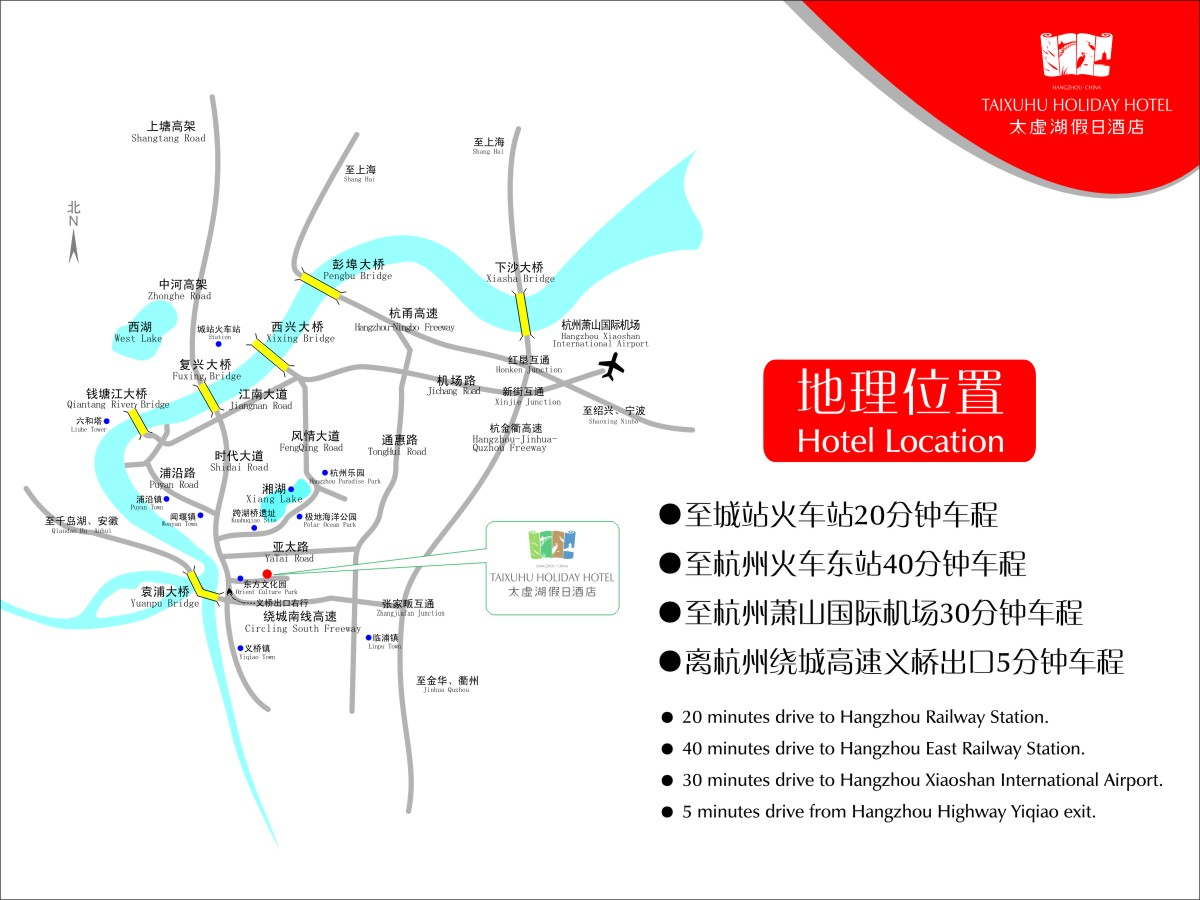 HANGZHOU·CHINA
TAIXUHU HOLIDAY HOTEL
太虚湖假日酒店
上塘高架
Shangtang Road
至上海
Shang Hai
至上海
Shang Hai
北
N
彭埠大桥
Pengbu Bridge
下沙大桥
Xiasha Bridge
中河高架
Zhonghe Road
西湖
West Lake
城站火车站
Station
西兴大桥
Xixing Bridge
杭甬高速
Hangzhou-Ningbo Freeway
杭州萧山国际机场
Hangzhou Xiaoshan
International Airport
复兴大桥
Fuxing Bridge
红垦互通
Honken Junction
钱塘江大桥
Qiantang River Bridge
江南大道
Jiangnan Road
机场路
Jichang Road
新街互通
Xinjie Junction
六和塔
Liuhe Tower
至绍兴、宁波
Shaoxing Ninbo
风情大道
FengQing Road
通惠路
TongHui Road
杭金衢高速
Hangzhou-Jinhua-
Quzhou Freeway
时代大道
Shidai Road
浦沿路
Puyan Road
杭州乐园
Hangzhou Paradise Park
湘湖
Xiang Lake
浦沿镇
Puyan Town
闻堰镇
Wenyan Town
跨湖桥遗址
Kuahuqiao Site
极地海洋公园
Polar Ocean Park
至千岛湖、安徽
Qiandao Hu Anhui
亚太路
YaTai Road
HANGZHOU·CHINA
TAIXUHU HOLIDAY HOTEL
太虚湖假日酒店
袁浦大桥
Yuanpu Bridge
东方文化园
Orient Culture Park
义桥出口右行
绕城南线高速
Circling South Freeway
张家畈互通
Zhangjiafan Junction
义桥镇
Yiqiao Town
临浦镇
Linpu Town
至金华、衢州
Jinhua Quzhou
地理位置
Hotel Location
●至城站火车站20分钟车程
●至杭州火车东站40分钟车程
●至杭州萧山国际机场30分钟车程
●离杭州绕城高速义桥出口5分钟车程
● 20 minutes drive to Hangzhou Railway Station.
● 40 minutes drive to Hangzhou East Railway Station.
● 30 minutes drive to Hangzhou Xiaoshan International Airport.
● 5 minutes drive from Hangzhou Highway Yiqiao exit.